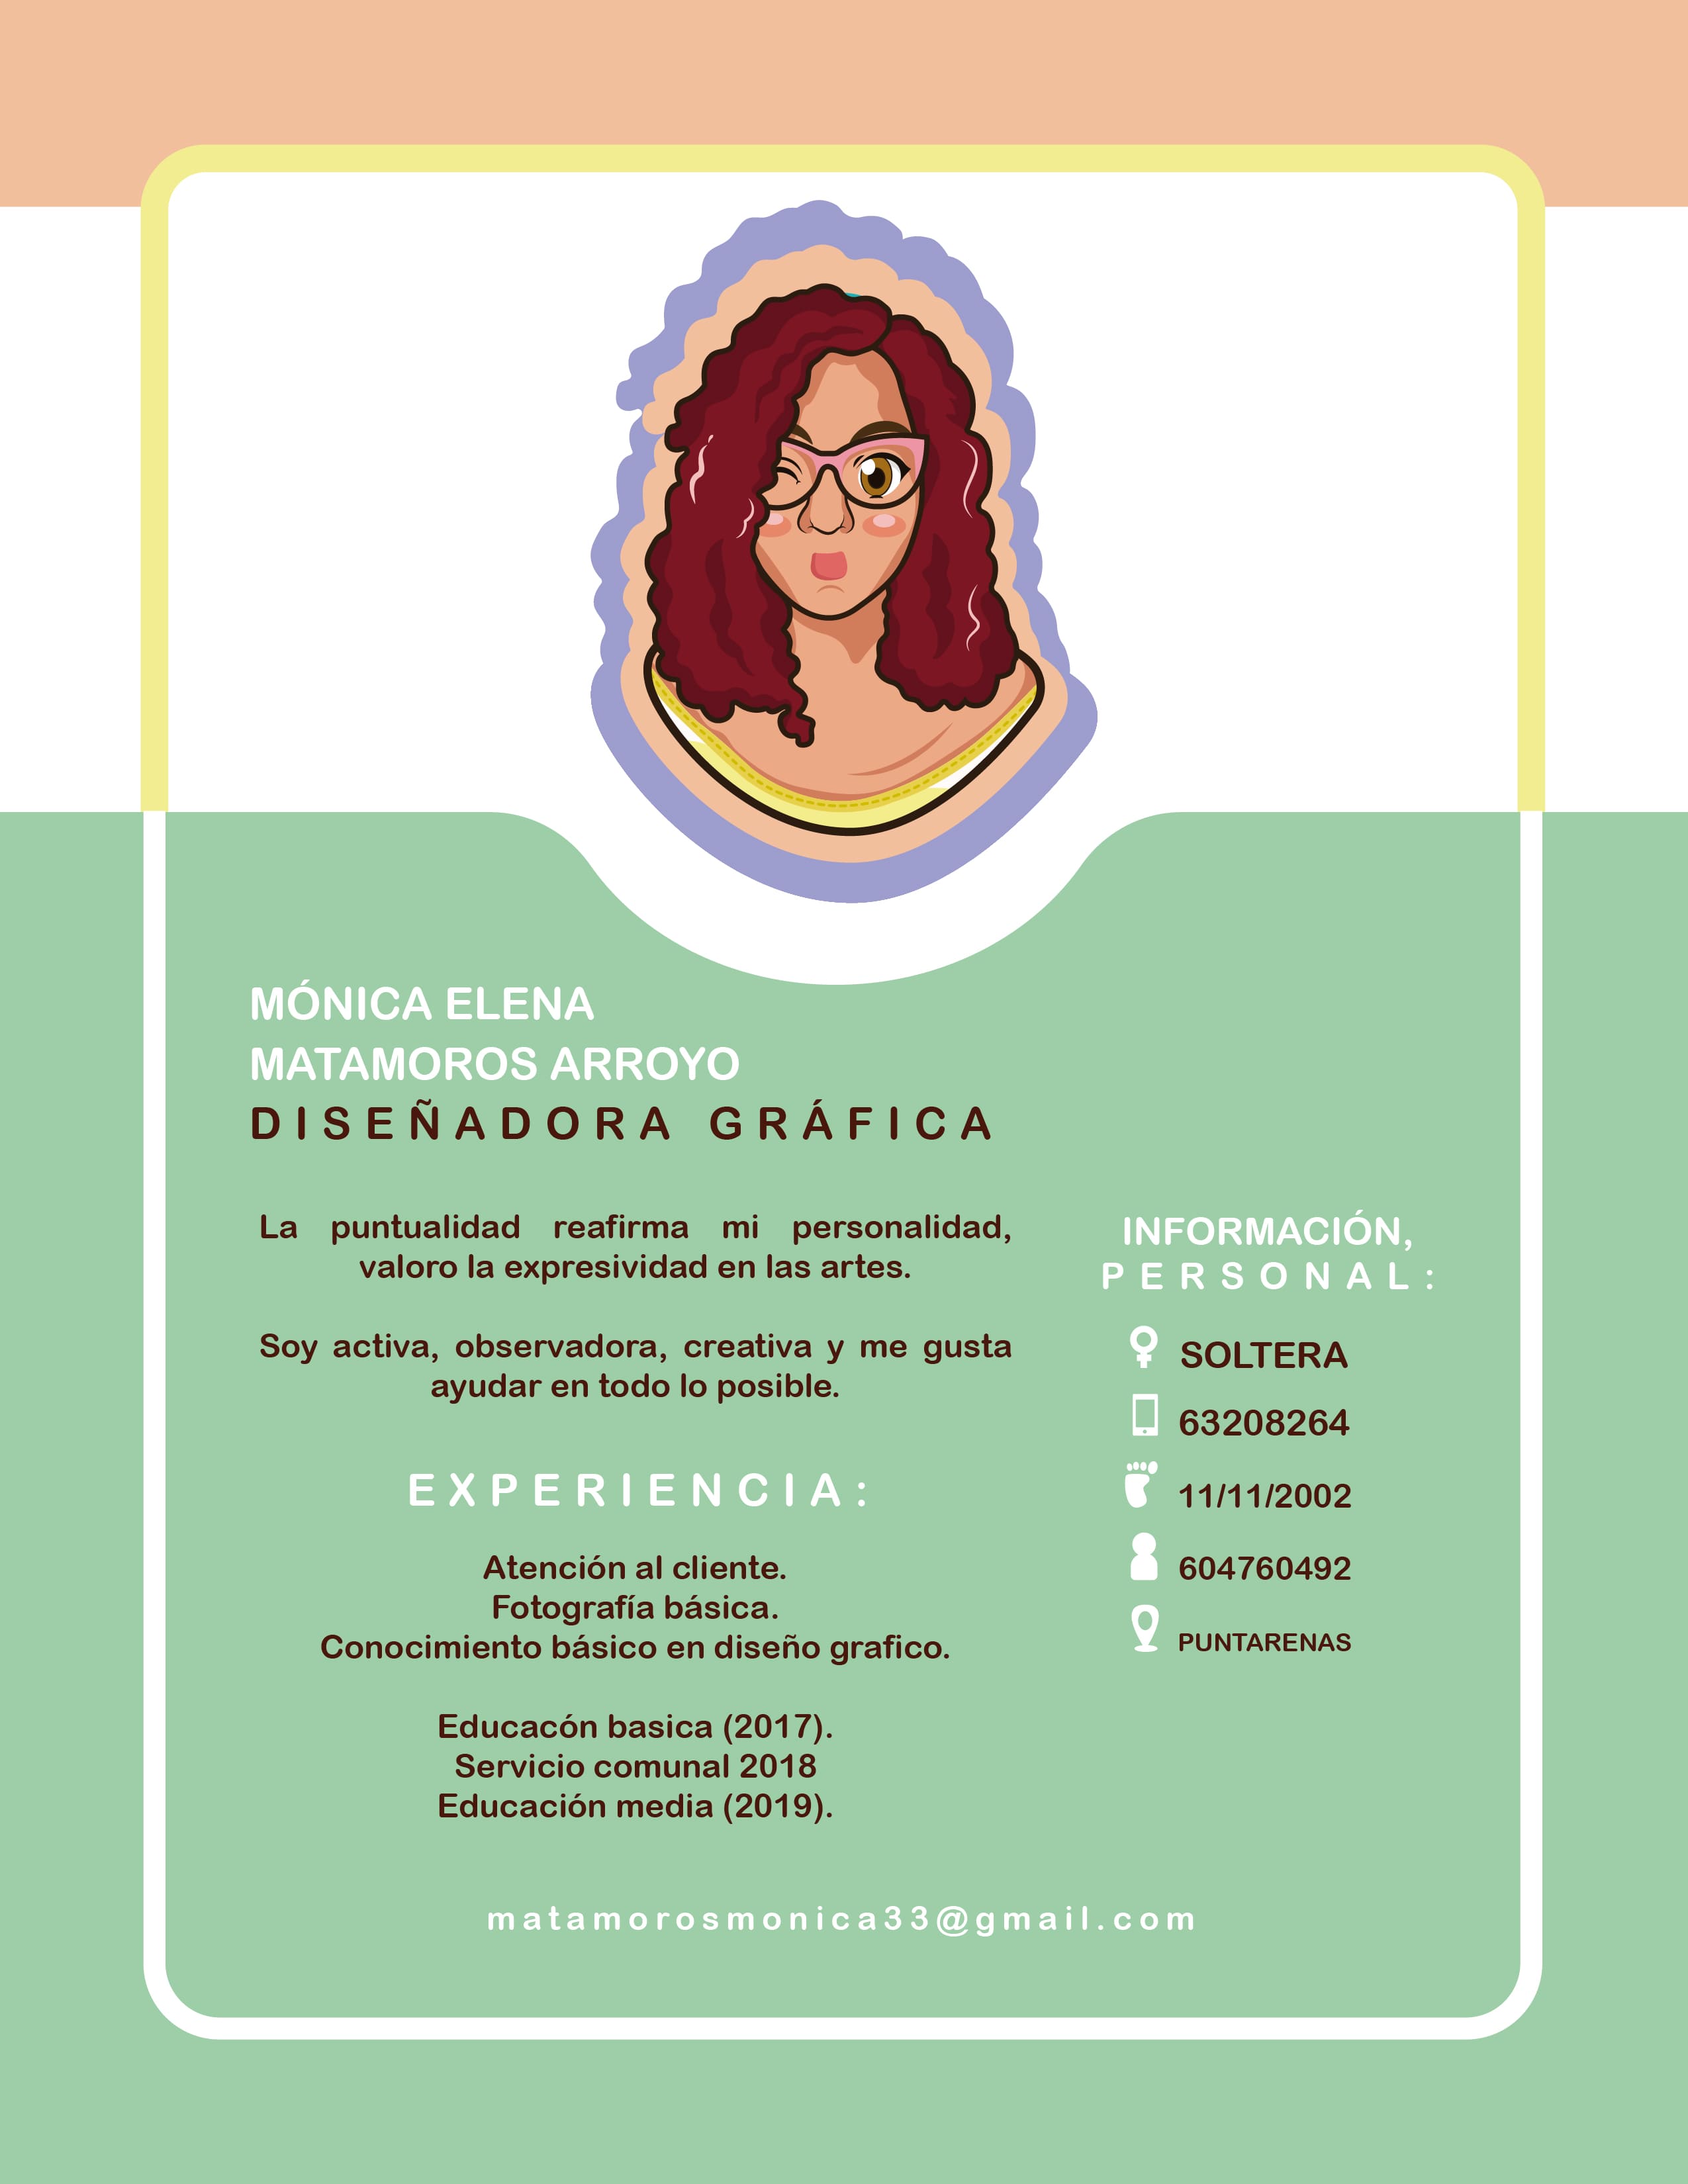 MÓNICA ELENA
MATAMOROS ARROYO
DISEÑADORA GRÁFICA
La puntualidad reafirma mi personalidad,
valoro la expresividad en las artes.
Soy activa, observadora, creativa y me gusta
ayudar en todo lo posible.
EXPERIENCIA:
Atención al cliente.
Fotografía básica.
Conocimiento básico en diseño grafico.
Educacón basica (2017).
Servicio comunal 2018
Educación media (2019).
INFORMACIÓN,
PERSONAL:
SOLTERA
63208264
11/11/2002
604760492
PUNTARENAS
matamorosmonica33@gmail.com